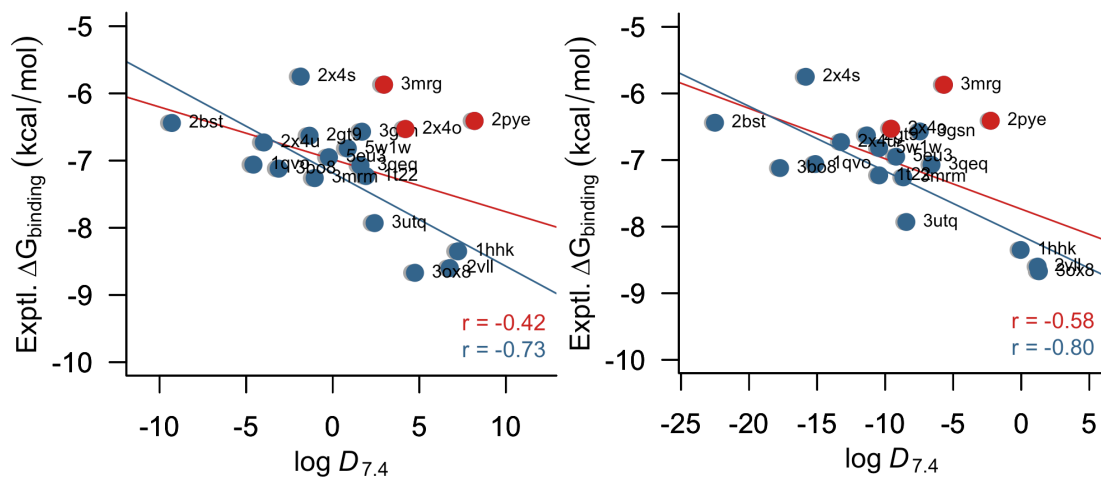 -5
-6
-7
-8
-9
-10
Exptl. ΔGbinding (kcal/mol)
2x4s
3mrg
2bst
2pye
2x4u
2gt9
3gsn
2x4o
5w1w
1qvo
3bo8
5eu3
3qeq
3mrm
1t22
3utq
1hhk
3ox8
2vll
r = -0.42
r = -0.73
-10
-5
0
5
10
log D7.4
-5
-6
-7
-8
-9
-10
Exptl. ΔGbinding (kcal/mol)
2x4s
3mrg
2bst
2pye
2x4u
2gt9
2x4o
3gsn
5w1w
3bo8
1qvo
5eu3
3qeq
1t22
3mrm
3utq
1hhk
2vll
3ox8
r = -0.58
r = -0.80
-25
-20
-15
-10
-5
0
5
log D7.4